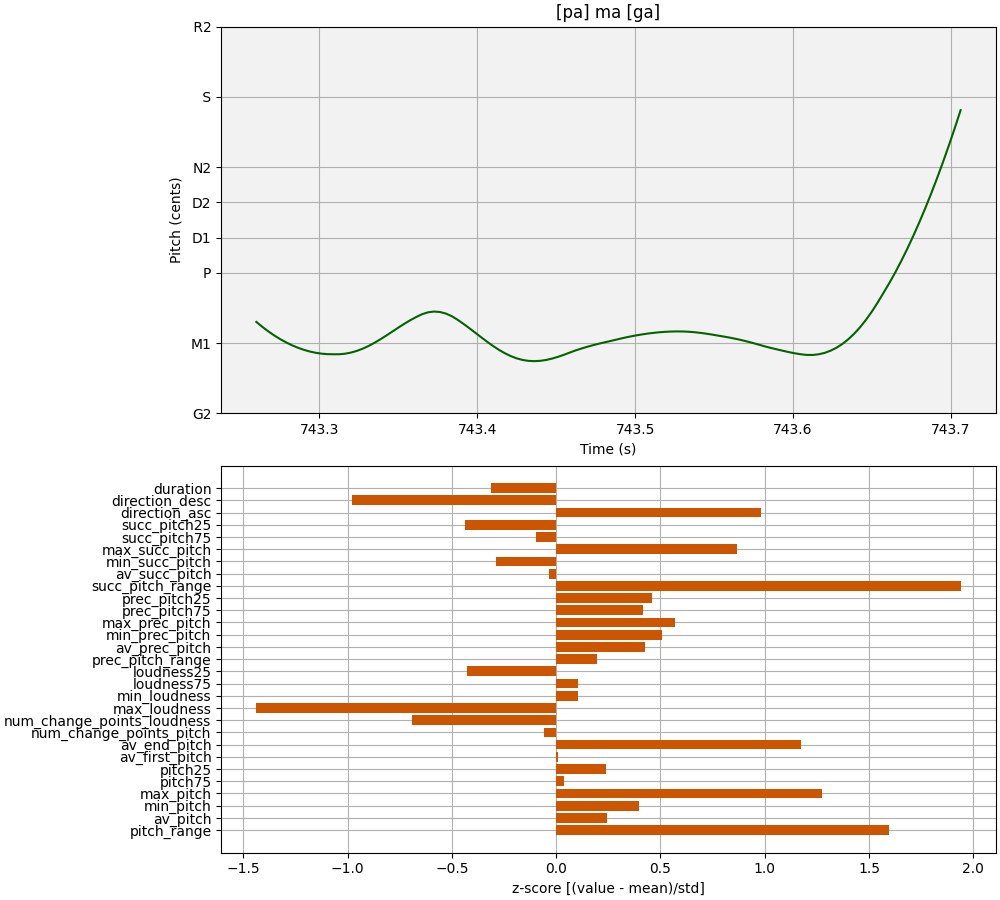 [pa] ma [ga]
R2
S
N2
D2
D1
P
M1
G2
Pitch (cents)
743.3 743.4 743.5 743.6 743.7
Time (s)
duration
direction_desc
direction_asc
succ_pitch25
succ_pitch75
max_succ_pitch
min_succ_pitch
av_succ_pitch
succ_pitch_range
prec_pitch25
prec_pitch75
max_prec_pitch
min_prec_pitch
av_prec_pitch
prec_pitch_range
loudness25
loudness75
min_loudness
max_loudness
num_change_points_loudness
num_change_points_pitch
av_end_pitch
av_first_pitch
pitch25
pitch75
max_pitch
min_pitch
av_pitch
pitch_range
−1.5 −1.0 −0.5 0.0 0.5 1.0 1.5 2.0
z-score [(value - mean)/std]